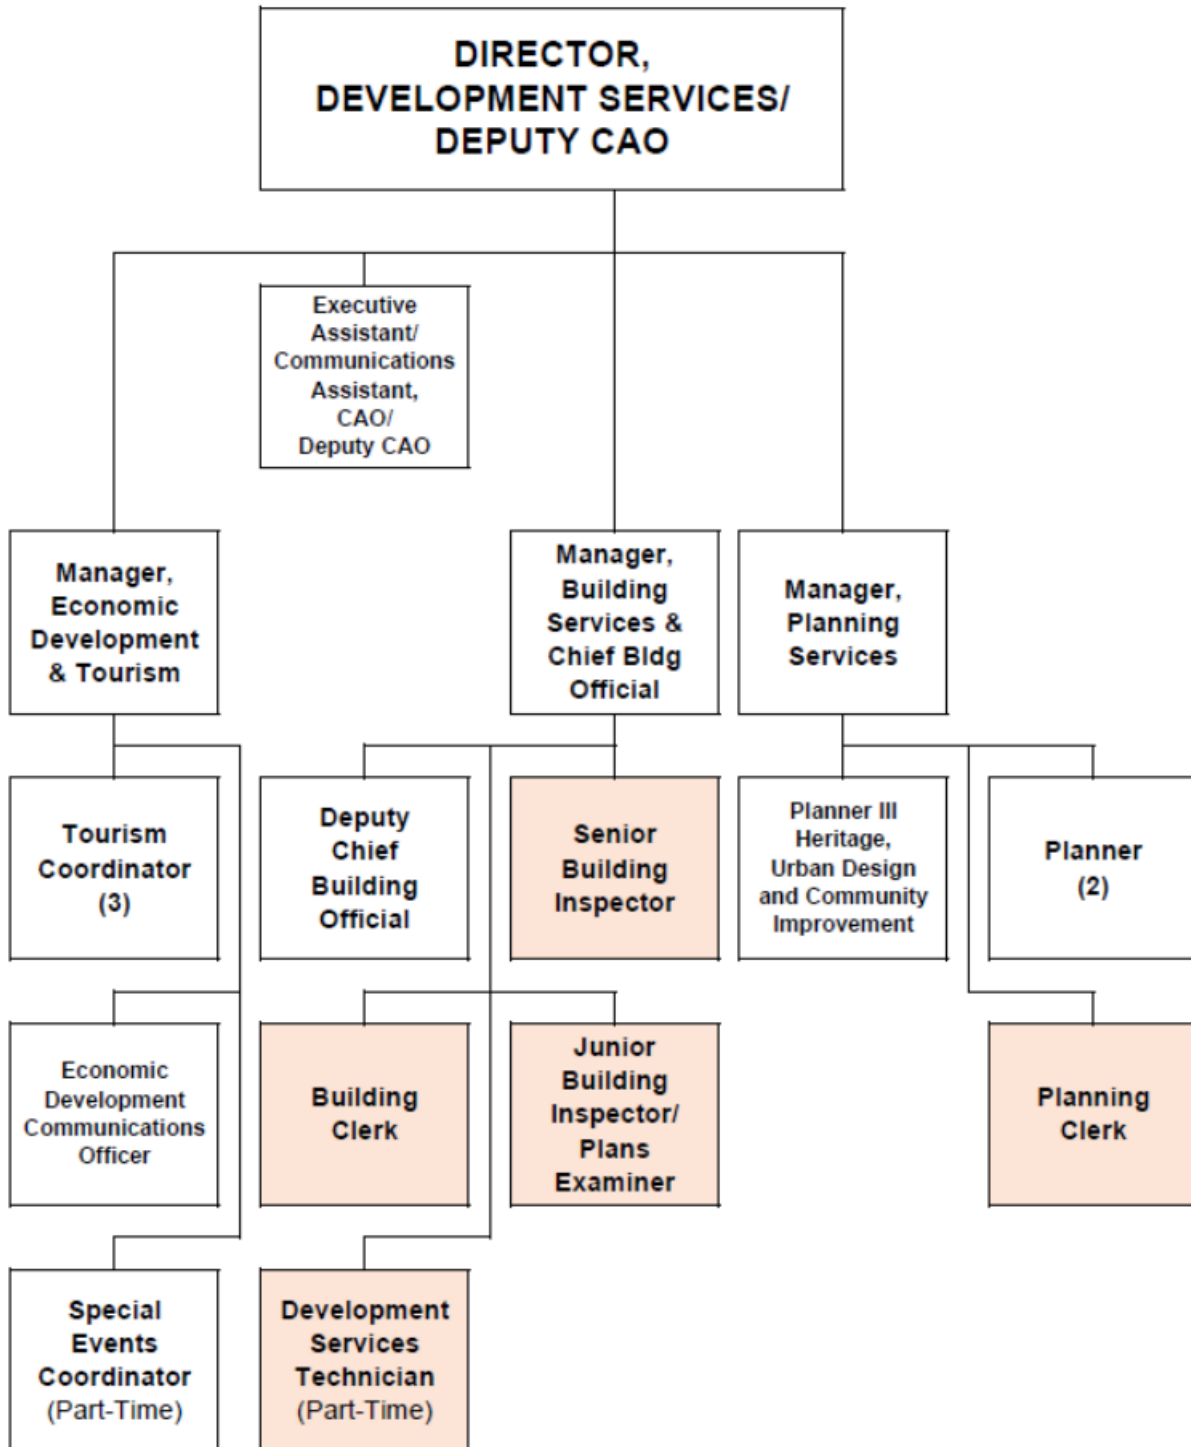 DIRECTOR,
DEVELOPMENT SERVICES/
DEPUTY CAO
Executive
Assistant/
Communications
Assistant,
CAO/
Deputy CAO
Manager,
Economic
Development
& Tourism
Manager,
Building
Services &
Chief Bldg
Official
Manager,
Planning
Services
Tourism
Coordinator
(3)
Deputy
Chief
Building
Official
Senior
Building
Inspector
Planner III
Heritage,
Urban Design
and Community
Improvement
Planner
(2)
Economic
Development
Communications
Officer
Building
Clerk
Junior
Building
Inspector/
Plans
Examiner
Planning
Clerk
Special
Events
Coordinator
(Part-Time)
Development
Services
Technician
(Part-Time)